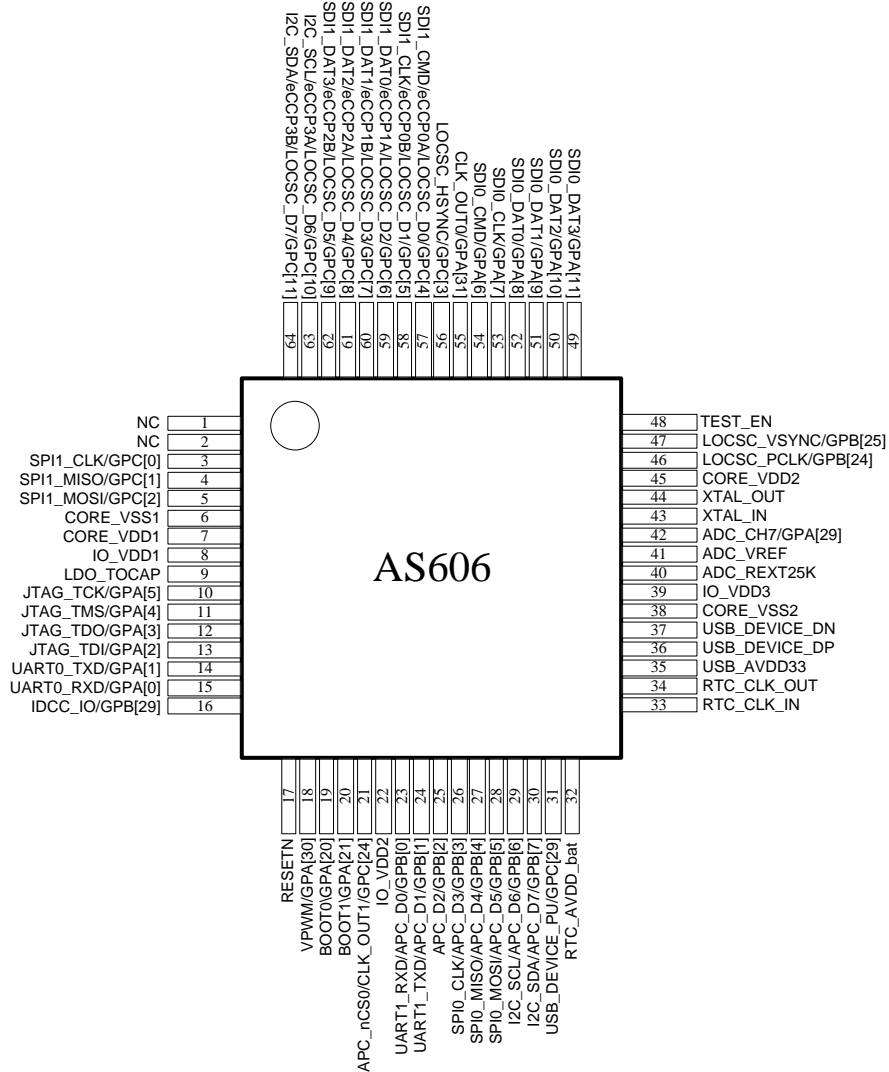 I2C_SDA/eCCP3B/LOCSC_D7/GPC[11]
I2C_SCL/eCCP3A/LOCSC_D6/GPC[10]
SDI1_DAT3/eCCP2B/LOCSC_D5/GPC[9]
SDI1_DAT2/eCCP2A/LOCSC_D4/GPC[8]
SDI1_DAT1/eCCP1B/LOCSC_D3/GPC[7]
SDI1_DAT0/eCCP1A/LOCSC_D2/GPC[6]
SDI1_CLK/eCCP0B/LOCSC_D1/GPC[5]
SDI1_CMD/eCCP0A/LOCSC_D0/GPC[4]
LOCSC_HSYNC/GPC[3]
CLK_OUT0/GPA[31]
SDI0_CMD/GPA[6]
SDI0_CLK/GPA[7]
SDI0_DAT0/GPA[8]
SDI0_DAT1/GPA[9]
SDI0_DAT2/GPA[10]
SDI0_DAT3/GPA[11]
64
63
62
61
60
59
58
57
56
55
54
53
52
51
50
49
NC 1
NC 2
SPI1_CLK/GPC[0] 3
SPI1_MISO/GPC[1] 4
SPI1_MOSI/GPC[2] 5
CORE_VSS1 6
CORE_VDD1 7
IO_VDD1 8
LDO_TOCAP 9
JTAG_TCK/GPA[5] 10
JTAG_TMS/GPA[4] 11
JTAG_TDO/GPA[3] 12
JTAG_TDI/GPA[2] 13
UART0_TXD/GPA[1] 14
UART0_RXD/GPA[0] 15
IDCC_IO/GPB[29] 16
AS606
48 TEST_EN
47 LOCSC_VSYNC/GPB[25]
46 LOCSC_PCLK/GPB[24]
45 CORE_VDD2
44 XTAL_OUT
43 XTAL_IN
42 ADC_CH7/GPA[29]
41 ADC_VREF
40 ADC_REXT25K
39 IO_VDD3
38 CORE_VSS2
37 USB_DEVICE_DN
36 USB_DEVICE_DP
35 USB_AVDD33
34 RTC_CLK_OUT
33 RTC_CLK_IN
17
18
19
20
21
22
23
24
25
26
27
28
29
30
31
32
RESETN
VPWM/GPA[30]
BOOT0\GPA[20]
BOOT1\GPA[21]
APC_nCS0/CLK_OUT1/GPC[24]
IO_VDD2
UART1_RXD/APC_D0/GPB[0]
UART1_TXD/APC_D1/GPB[1]
APC_D2/GPB[2]
SPI0_CLK/APC_D3/GPB[3]
SPI0_MISO/APC_D4/GPB[4]
SPI0_MOSI/APC_D5/GPB[5]
I2C_SCL/APC_D6/GPB[6]
I2C_SDA/APC_D7/GPB[7]
USB_DEVICE_PU/GPC[29]
RTC_AVDD_bat